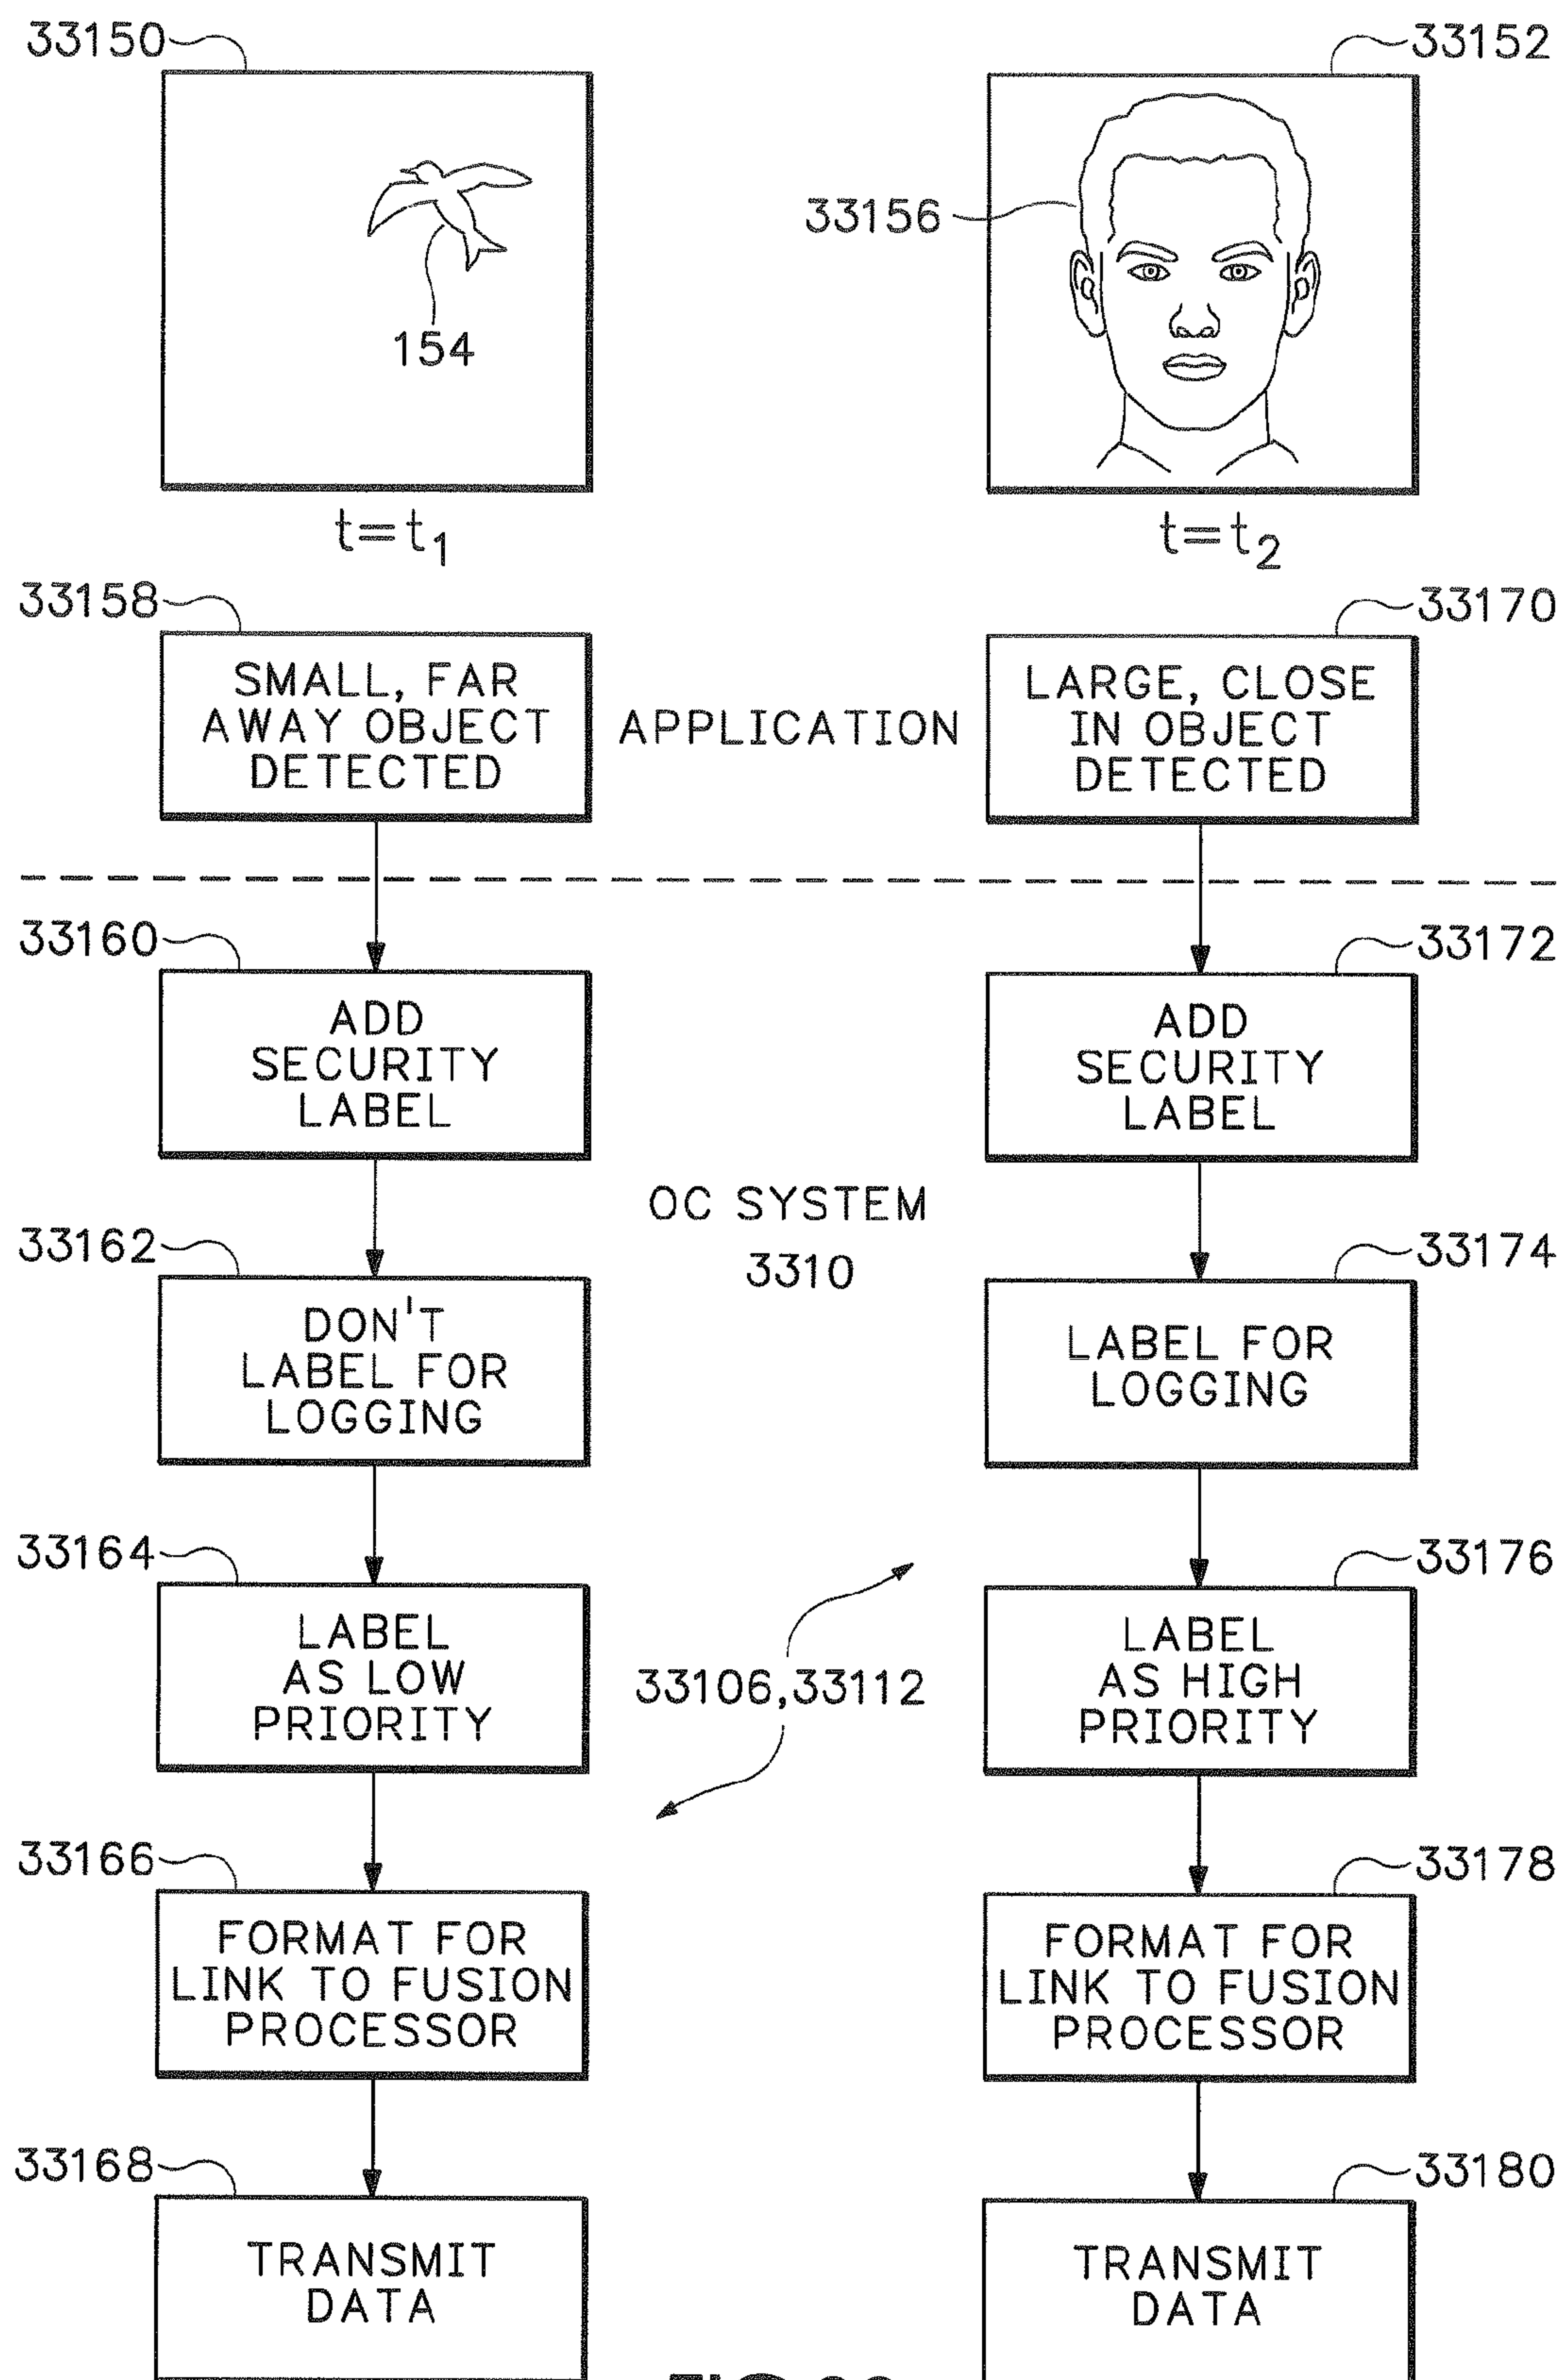 33150
33152
33156
154
t=t1
t=t2
33158
33170
SMALL, FAR
AWAY OBJECT
DETECTED
APPLICATION
LARGE, CLOSE
IN OBJECT
DETECTED
33160
33172
ADD
SECURITY
LABEL
ADD
SECURITY
LABEL
OC SYSTEM
3310
33162
33174
DON'T
LABEL FOR
LOGGING
LABEL FOR
LOGGING
33164
33176
LABEL
AS LOW
PRIORITY
33106,33112
LABEL
AS HIGH
PRIORITY
33166
33178
FORMAT FOR
LINK TO FUSION
PROCESSOR
FORMAT FOR
LINK TO FUSION
PROCESSOR
33168
33180
TRANSMIT
DATA
TRANSMIT
DATA